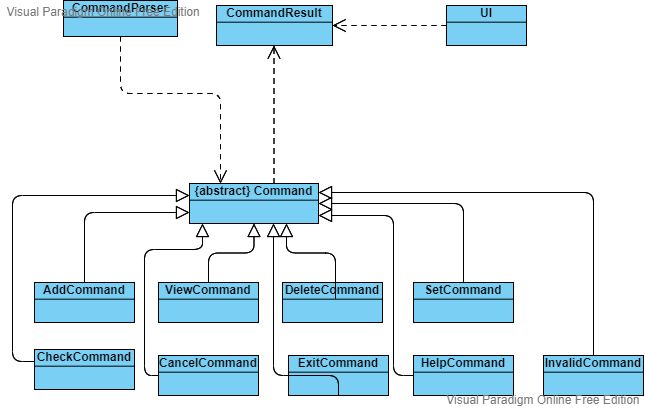 CommandParser
Visual Paradigm Online Free Edition
CommandResult
UI
{abstract} Command
AddCommand
ViewCommand
DeleteCommand
SetCommand
CheckCommand
CancelCommand
ExitCommand
HelpCommand
InvalidCommand
Visual Paradigm Online Free Edition